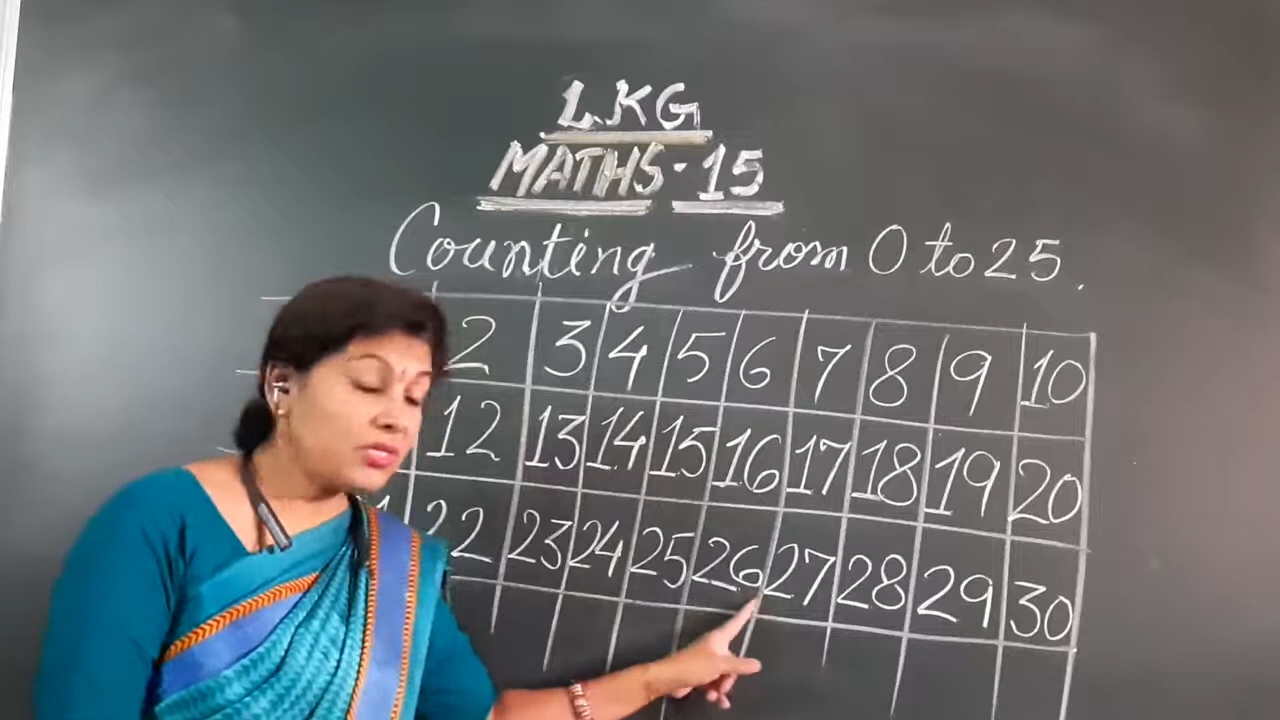 LKG
MATHS-15
Counting from 0 to 25.
2 3 4 5 6 7 8 9 10
12 13 14 15 16 17 18 19 20
22 23 24 25 26 27 28 29 30